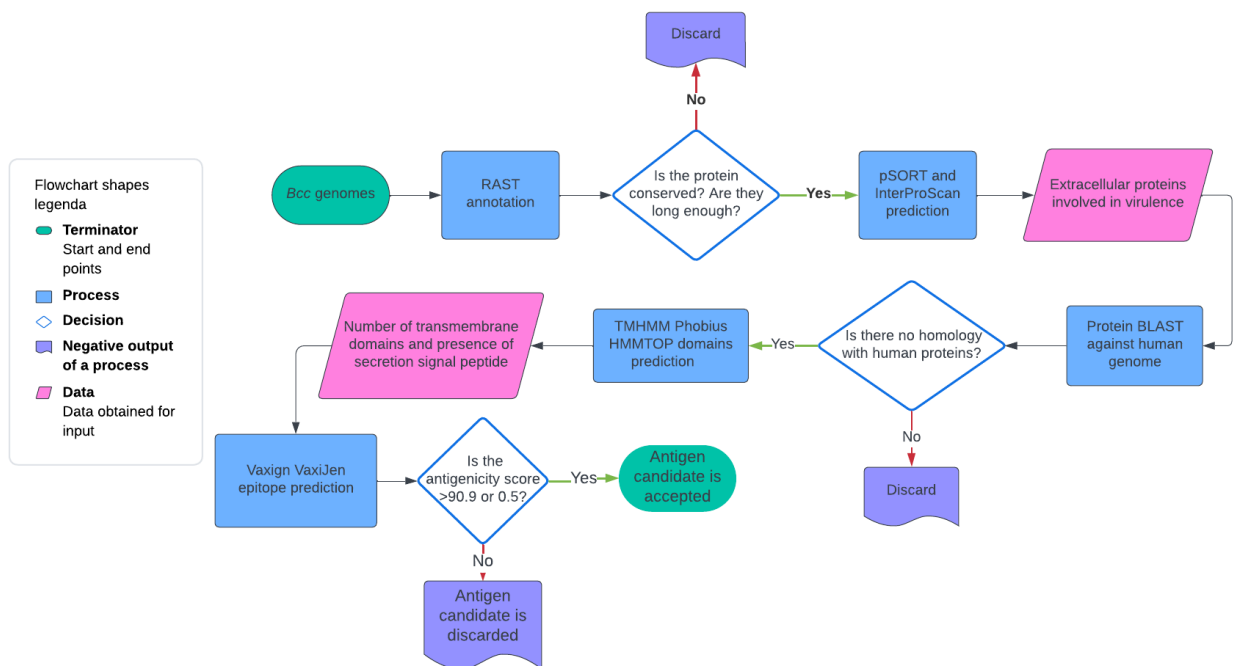 Discard
No
Flowchart shapes
legenda
Terminator
Start and end
points
Process
Decision
Negative output
of a process
Data
Data obtained for
input
Bcc genomes
RAST
annotation
Is the protein
conserved? Are they
long enough?
Yes
pSORT and
InterProScan
prediction
Extracellular proteins
involved in virulence
Protein BLAST
against human
genome
Is there no homology
with human proteins?
No
Discard
Yes
TMHMM Phobius
HMMTOP domains
prediction
Number of transmembrane
domains and presence of
secretion signal peptide
Vaxign VaxiJen
epitope prediction
Is the
antigenicity score
>90.9 or 0.5?
Yes
Antigen
candidate is
accepted
No
Antigen
candidate is
discarded